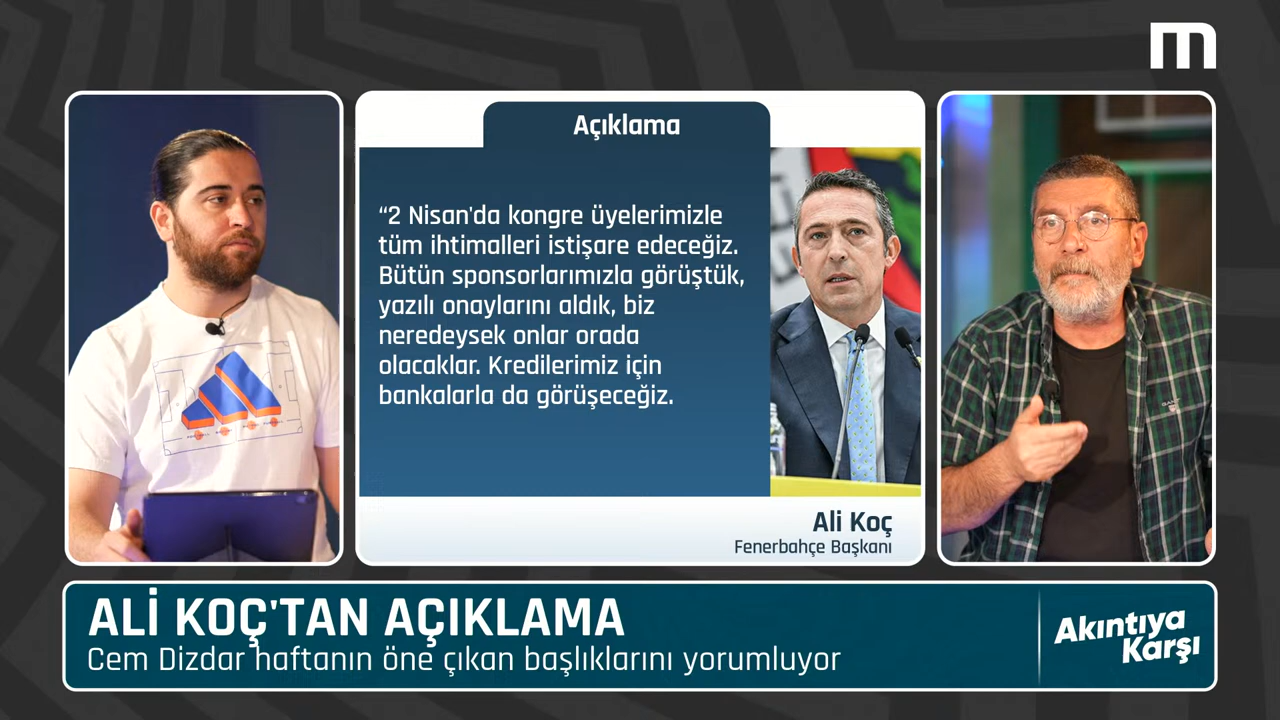 m
Açıklama
“2 Nisan'da kongre üyelerimizle
tüm ihtimalleri istişare edeceğiz.
Bütün sponsorlarımızla görüştük,
yazılı onaylarını aldık, biz
neredeysek onlar orada
olacaklar. Kredilerimiz için
bankalarla da görüşeceğiz.
Ali Koç
Fenerbahçe Başkanı
ALİ KOÇ'TAN AÇIKLAMA
Cem Dizdar haftanın öne çıkan başlıklarını yorumluyor
Akıntıya
Karşı